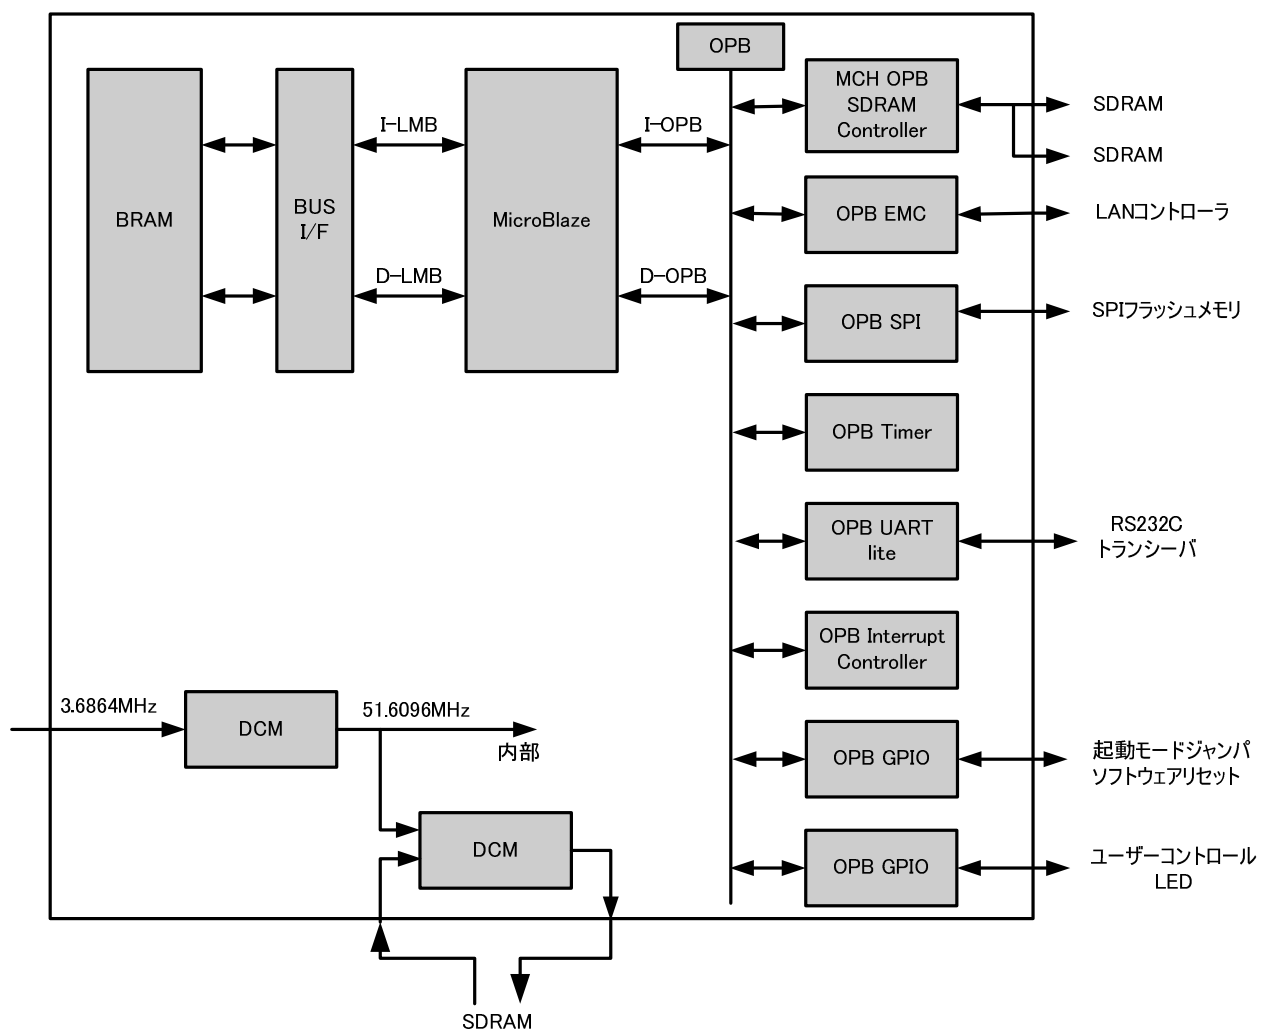 OPB
MCH OPB
SDRAM
Controller
SDRAM
SDRAM
I-LMB
I-OPB
BRAM
BUS
I/F
MicroBlaze
OPB EMC
LANコントローラ
D-LMB
D-OPB
OPB SPI
SPIフラッシュメモリ
OPB Timer
OPB UART
lite
RS232C
トランシーバ
OPB Interrupt
Controller
3.6864MHz
DCM
51.6096MHz
内部
OPB GPIO
起動モードジャンパ
ソフトウェアリセット
DCM
OPB GPIO
ユーザーコントロール
LED
SDRAM